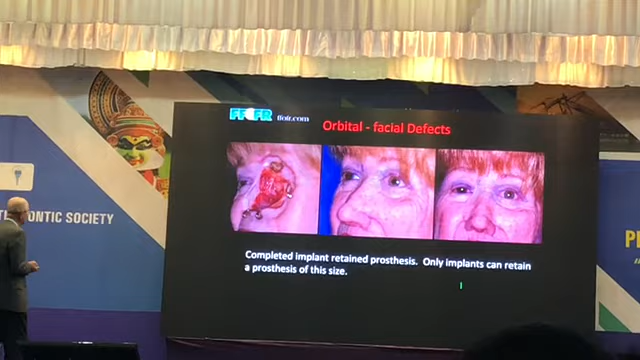 FFOFR ffofr.com
Orbital - facial Defects
Completed implant retained prosthesis. Only implants can retain
a prosthesis of this size.
ONTIC SOCIETY